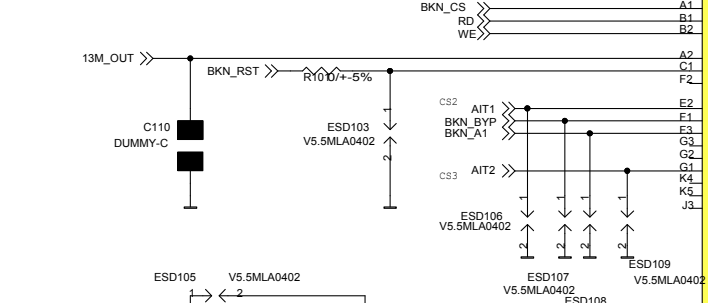 BKN_CS A1
RD B1
WE B2
13M_OUT A2
BKN_RST R101 0/+-5% C1
F2
CS2 AIT1 E2
BKN_BYP F1
BKN_A1 F3
G3
G2
CS3 AIT2 G1
K4
K5
J3
C110
DUMMY-C
1
ESD103
V5.5MLA0402
2
1 1 1 1
ESD106
V5.5MLA0402
2 2 2 2
ESD109
V5.5MLA0402
ESD107
V5.5MLA0402
ESD108
ESD105 V5.5MLA0402
1 2